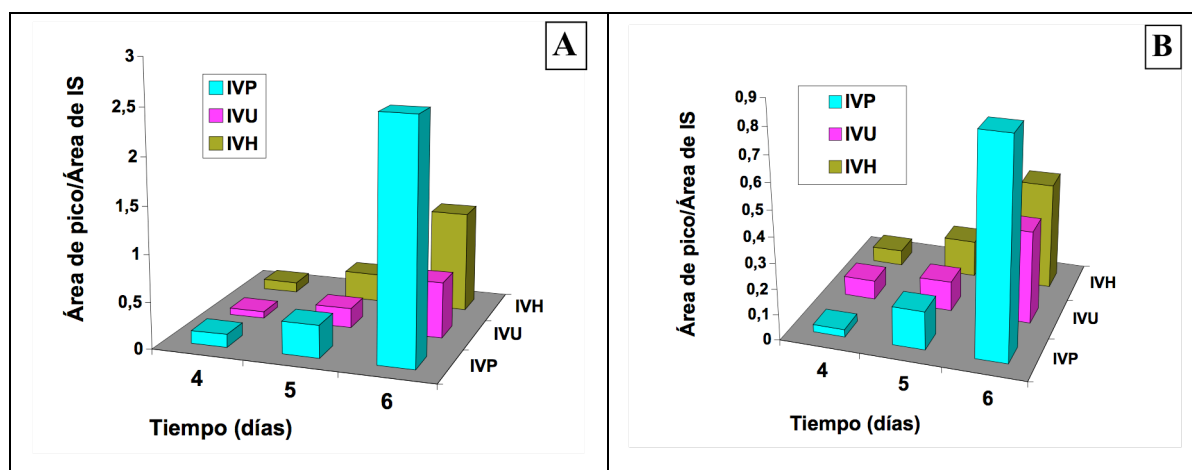 A
Área de pico/Área de IS
3
2,5
2
1,5
1
0,5
0
IVP
IVU
IVH
4
5
6
IVP
IVU
IVH
Tiempo (días)
B
Área de pico/Área de IS
0,9
0,8
0,7
0,6
0,5
0,4
0,3
0,2
0,1
0
IVP
IVU
IVH
4
5
6
IVP
IVU
IVH
Tiempo (días)